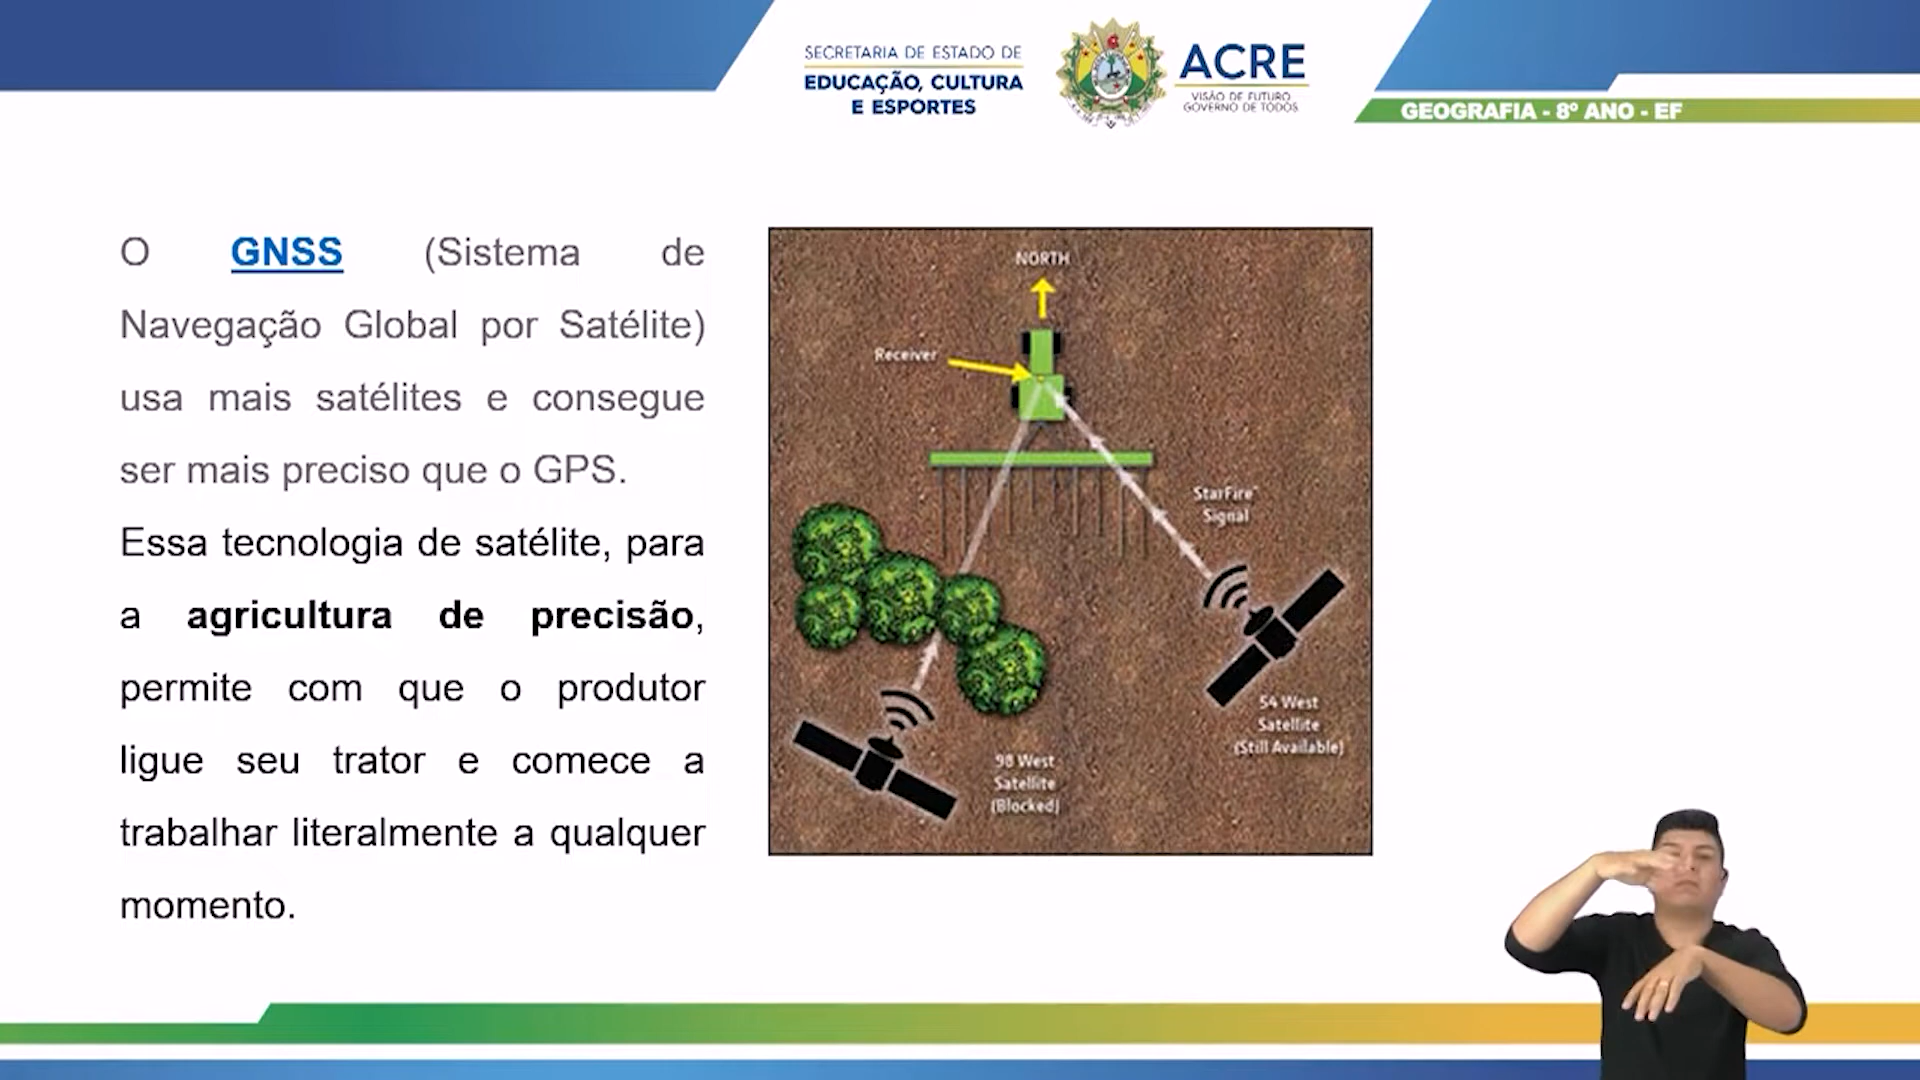 SECRETARIA DE ESTADO DE
EDUCAÇÃO, CULTURA
E ESPORTES
ACRE
VISÃO DE FUTURO
GOVERNO DE TODOS
GEOGRAFIA - 8º ANO - EF
O GNSS (Sistema de
Navegação Global por Satélite)
usa mais satélites e consegue
ser mais preciso que o GPS.
Essa tecnologia de satélite, para
a agricultura de precisão,
permite com que o produtor
ligue seu trator e comece a
trabalhar literalmente a qualquer
momento.
NORTH
Receiver
StarFire™
Signal
54 West
Satellite
(Still Available)
98 West
Satellite
(Blocked)